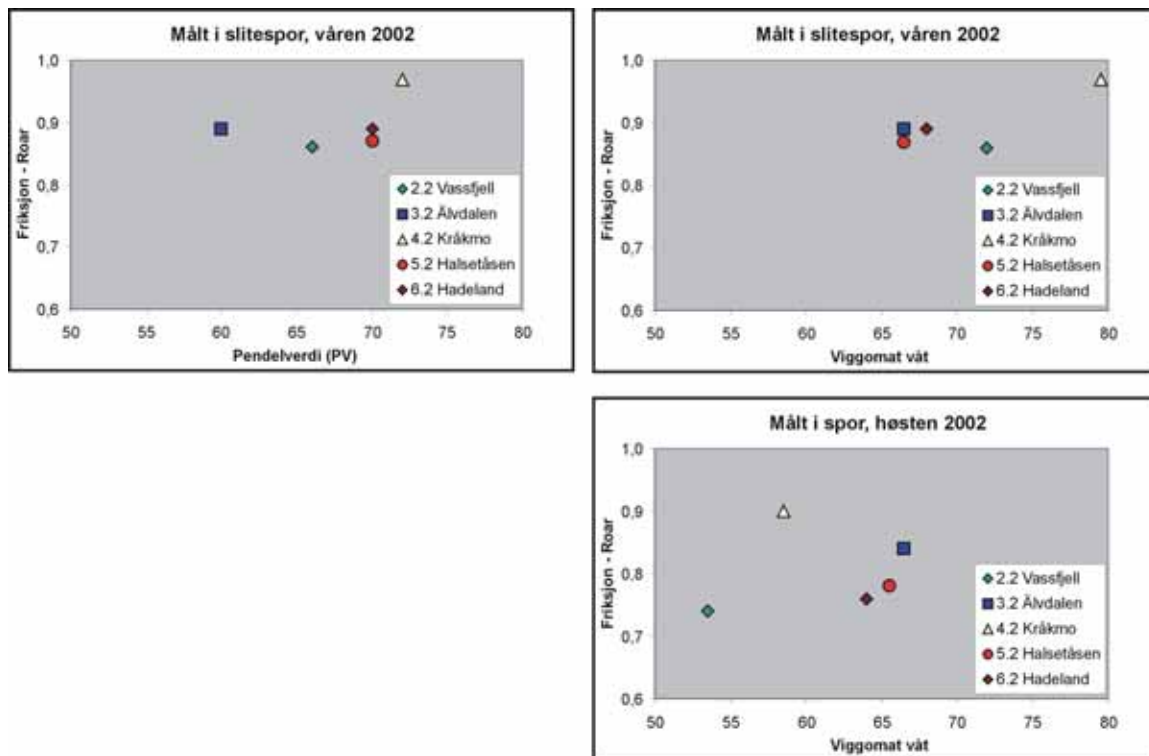 Målt i slitespor, våren 2002
Friksjon - Roar
1,0
0,9
0,8
0,7
0,6
50 55 60 65 70 75 80
Pendelverdi (PV)
2.2 Vassfjell
3.2 Älvdalen
4.2 Kråkmo
5.2 Halsetåsen
6.2 Hadeland
Målt i slitespor, våren 2002
Friksjon - Roar
1,0
0,9
0,8
0,7
0,6
50 55 60 65 70 75 80
Viggomat våt
2.2 Vassfjell
3.2 Älvdalen
4.2 Kråkmo
5.2 Halsetåsen
6.2 Hadeland
Målt i spor, høsten 2002
Friksjon - Roar
1,0
0,9
0,8
0,7
0,6
50 55 60 65 70 75 80
Viggomat våt
2.2 Vassfjell
3.2 Älvdalen
4.2 Kråkmo
5.2 Halsetåsen
6.2 Hadeland